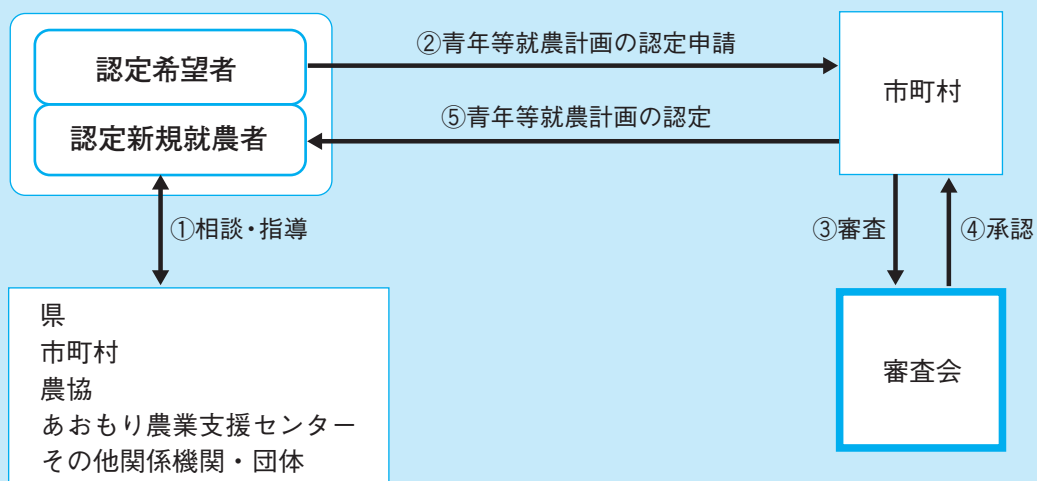 認定希望者
②青年等就農計画の認定申請
市町村
⑤青年等就農計画の認定
認定新規就農者
①相談・指導
③審査
④承認
県
市町村
農協
あおもり農業支援センター
その他関係機関・団体
審査会